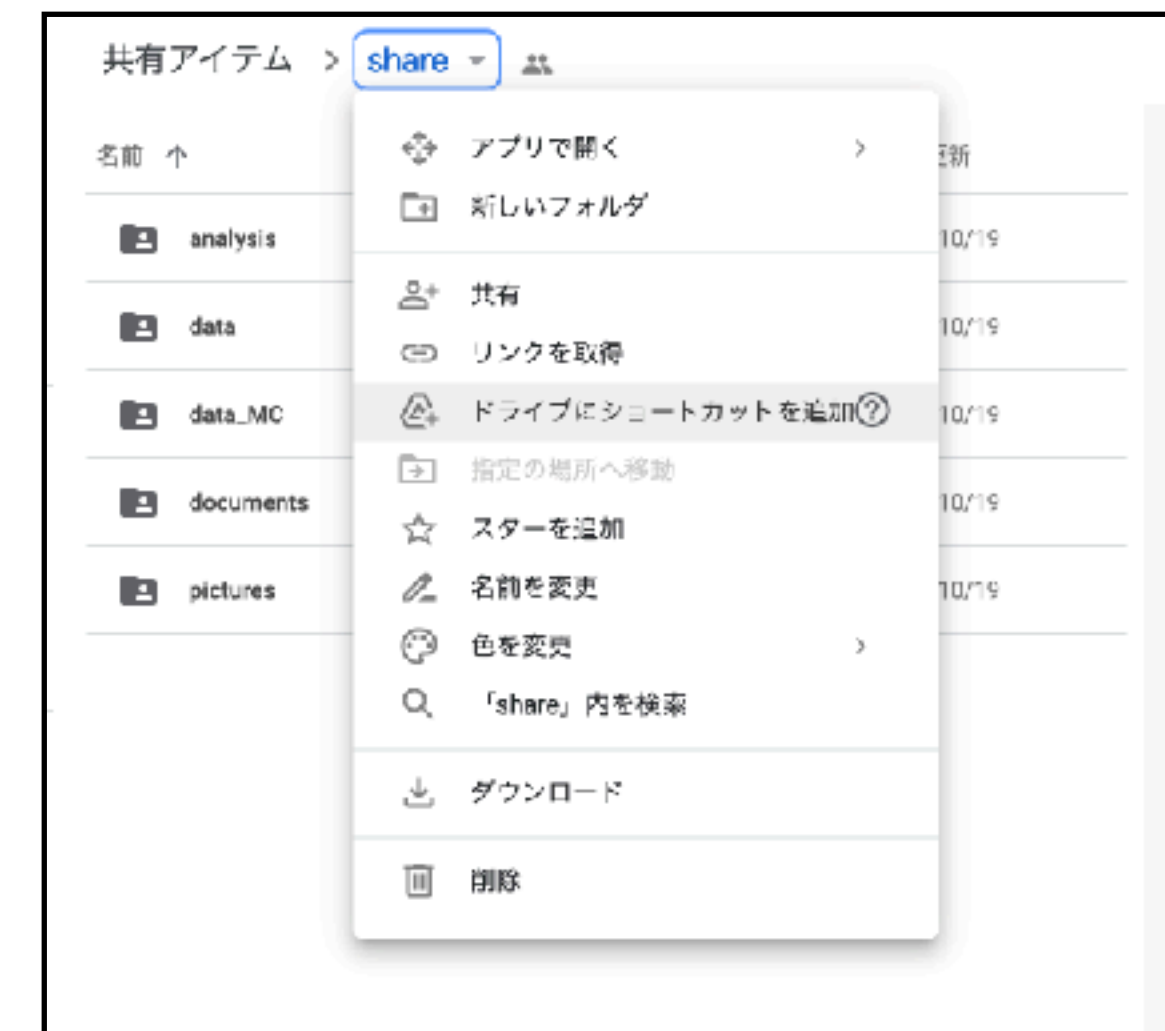 共有アイテム > share
名前 ↑
アプリで開く
新しいフォルダ
analysis
10/19
共有
data
10/19
リンクを取得
data_MC
ドライブにショートカットを追加
10/19
指定の場所へ移動
documents
10/19
スターを追加
pictures
名前を変更
10/19
色を変更
「share」内を検索
ダウンロード
削除